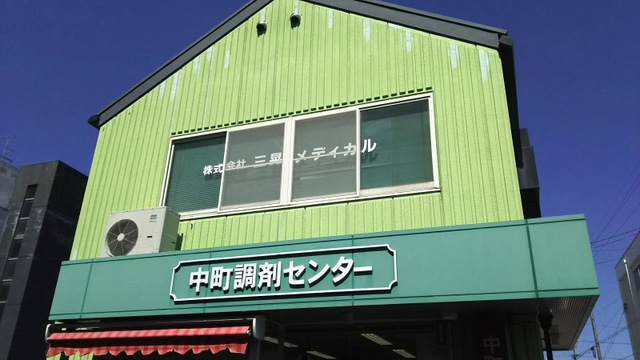 株式会社 三晃メディカル
中町調剤センター
中